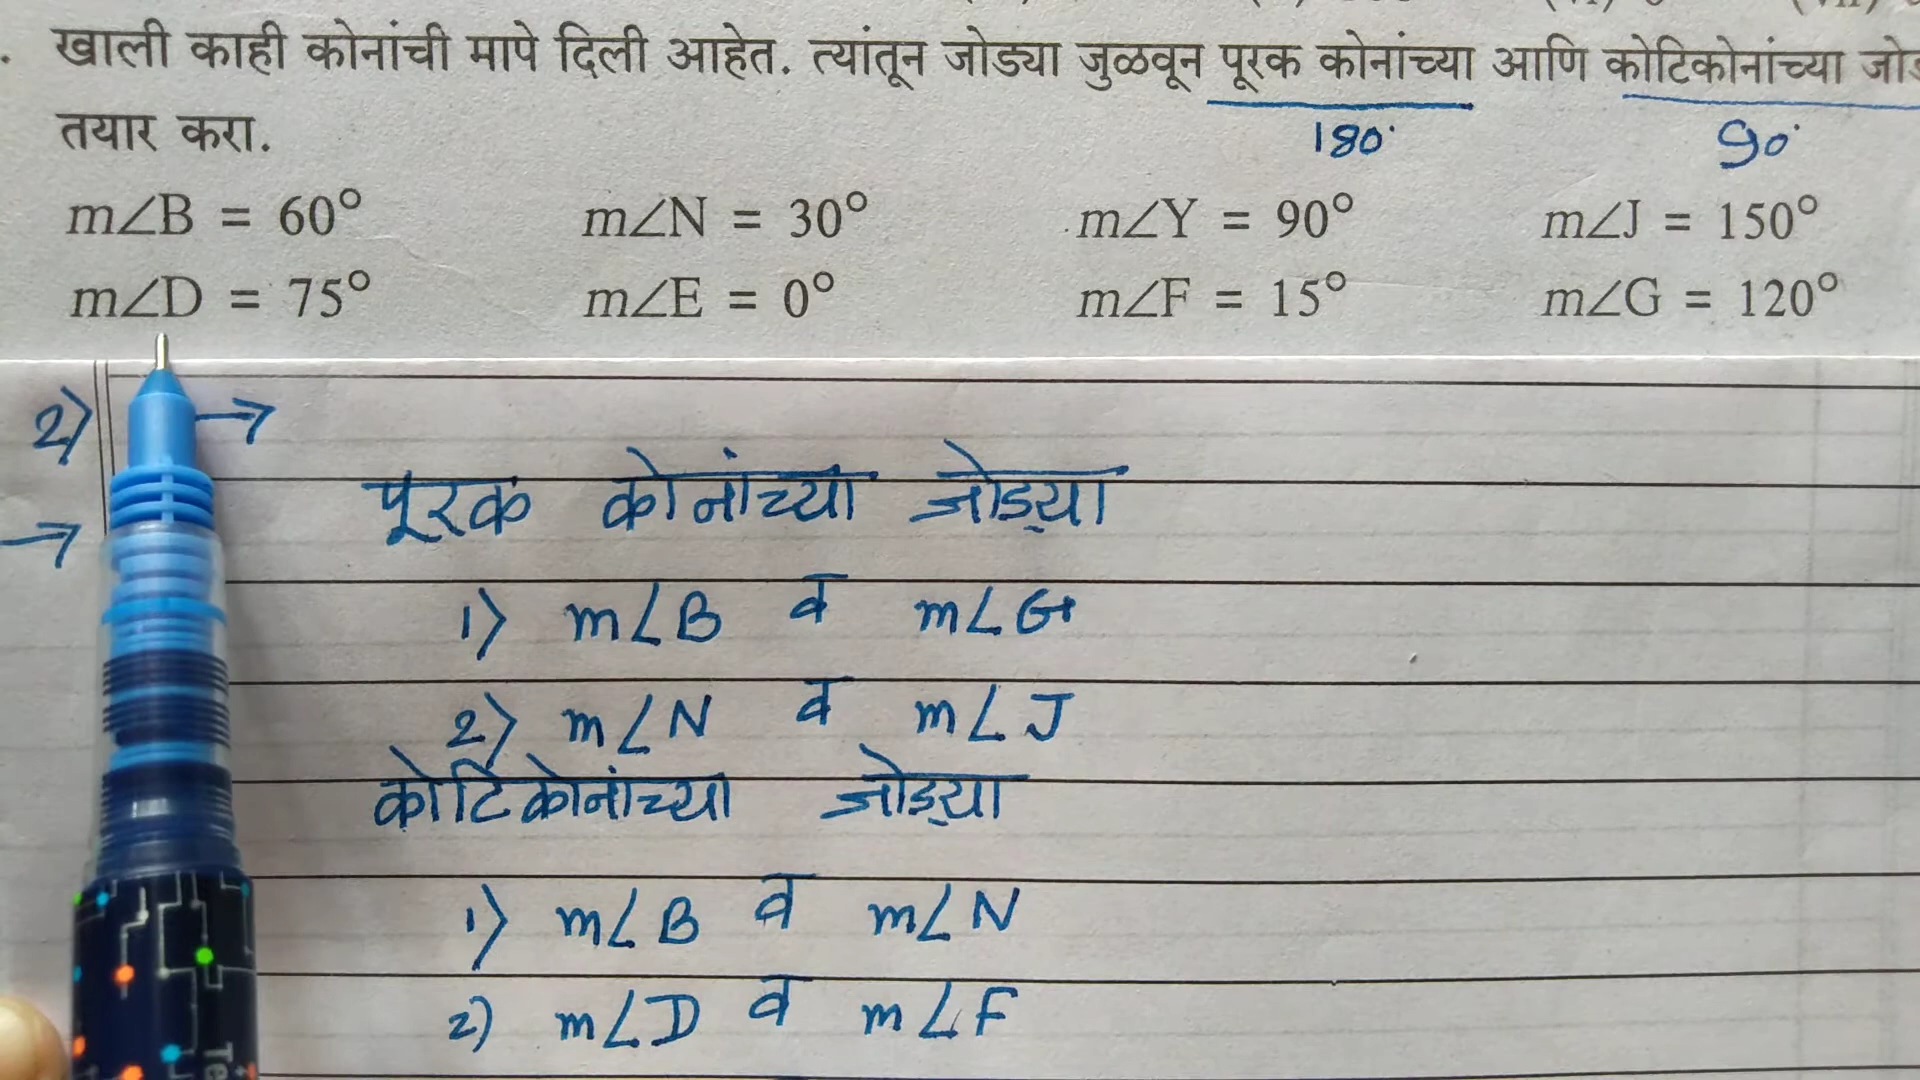 . खाली काही कोनांची मापे दिली आहेत. त्यांतून जोड्या जुळवून पूरक कोनांच्या आणि कोटिकोनांच्या
तयार करा.
180°
90°
m∠B = 60° m∠N = 30° m∠Y = 90° m∠J = 150°
m∠D = 75° m∠E = 0° m∠F = 15° m∠G = 120°
2) →
→ पूरक कोनांच्या जोड्या
1) m∠B व m∠G
2) m∠N व m∠J
कोटिकोनांच्या जोड्या
1) m∠B व m∠N
2) m∠D व m∠F